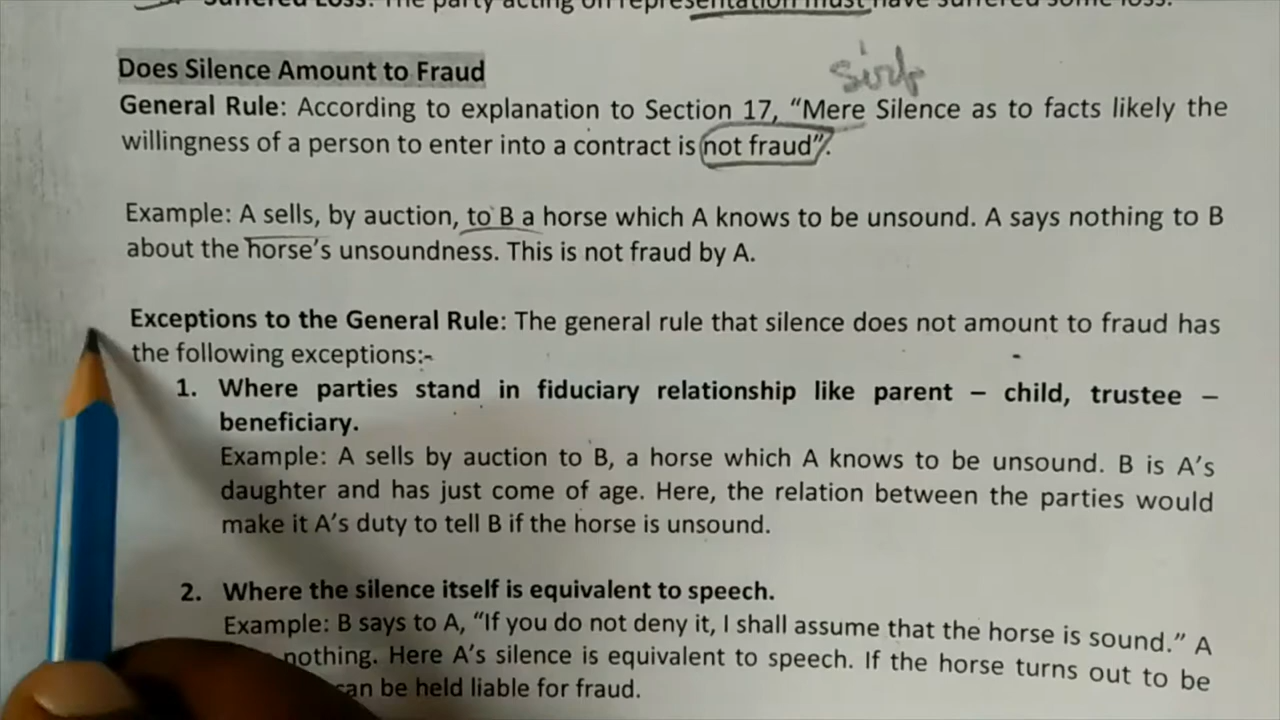 Suffered Loss: The party acting on representation must have suffered some loss.
sirf
Does Silence Amount to Fraud
General Rule: According to explanation to Section 17, “Mere Silence as to facts likely the
willingness of a person to enter into a contract is not fraud”.
Example: A sells, by auction, to B a horse which A knows to be unsound. A says nothing to B
about the horse’s unsoundness. This is not fraud by A.
Exceptions to the General Rule: The general rule that silence does not amount to fraud has
the following exceptions:-
1. Where parties stand in fiduciary relationship like parent – child, trustee –
beneficiary.
Example: A sells by auction to B, a horse which A knows to be unsound. B is A’s
daughter and has just come of age. Here, the relation between the parties would
make it A’s duty to tell B if the horse is unsound.
2. Where the silence itself is equivalent to speech.
Example: B says to A, “If you do not deny it, I shall assume that the horse is sound.” A
nothing. Here A’s silence is equivalent to speech. If the horse turns out to be
can be held liable for fraud.